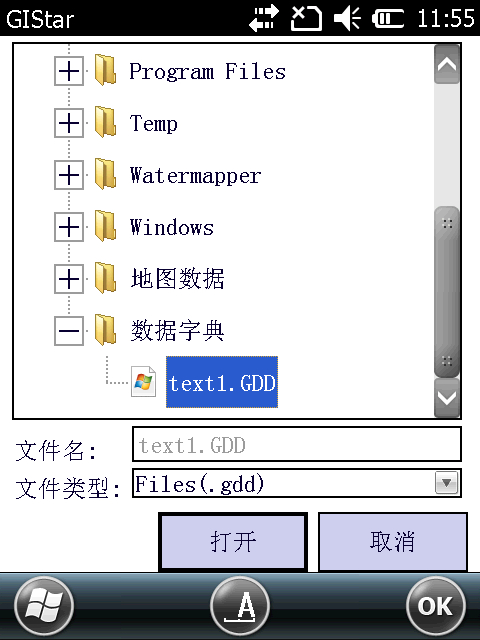 GIStar 11:55
Program Files
Temp
Watermapper
Windows
地图数据
数据字典
text1.GDD
文件名: text1.GDD
文件类型: Files(.gdd)
打开 取消
A OK